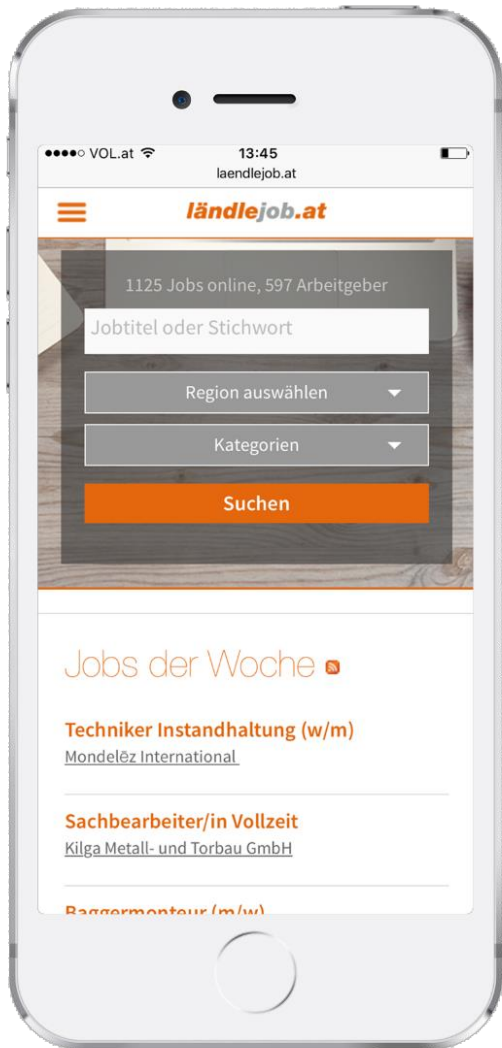 VOL.at
13:45
laendlejob.at
ländlejob.at
1125 Jobs online, 597 Arbeitgeber
Jobtitel oder Stichwort
Region auswählen
Kategorien
Suchen
Jobs der Woche
Techniker Instandhaltung (w/m)
Mondelēz International
Sachbearbeiter/in Vollzeit
Kilga Metall- und Torbau GmbH
Baggermonteur (m/w)